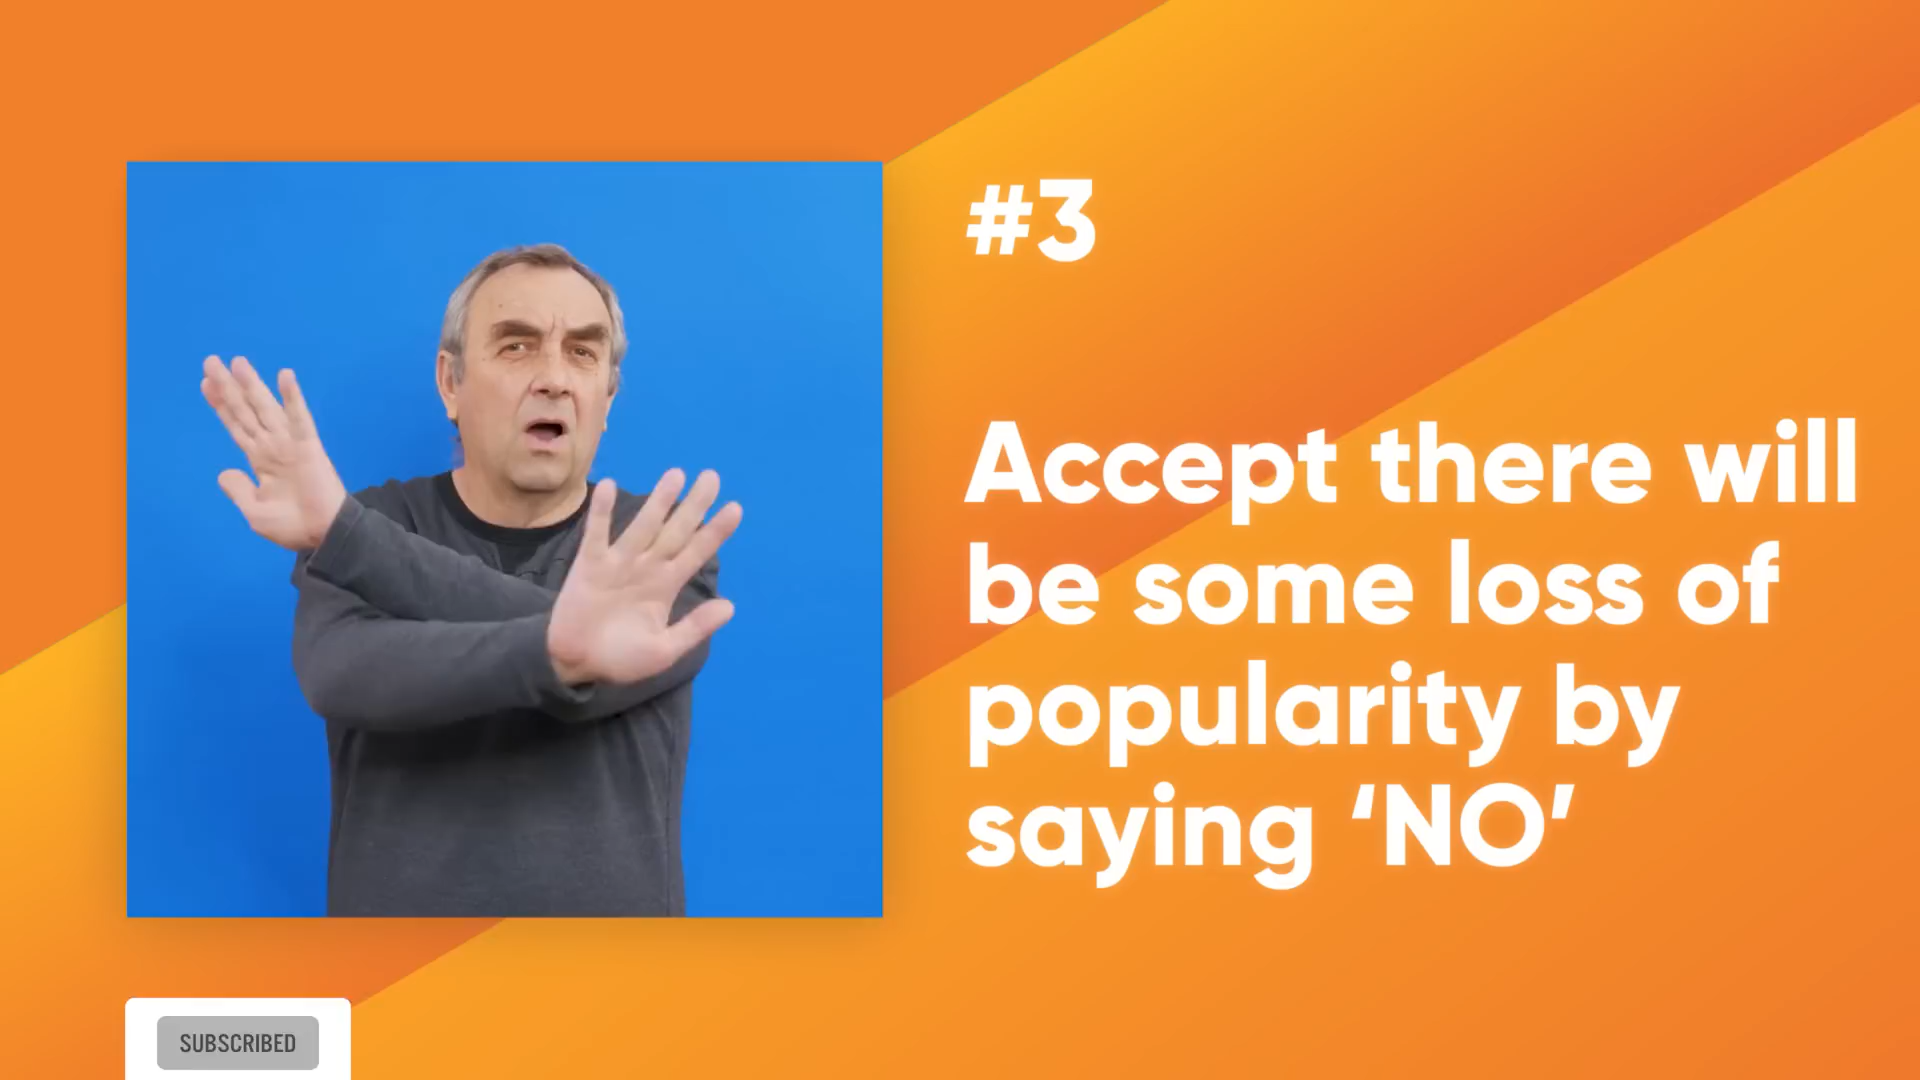 #3
Accept there will
be some loss of
popularity by
saying ‘NO’
SUBSCRIBED